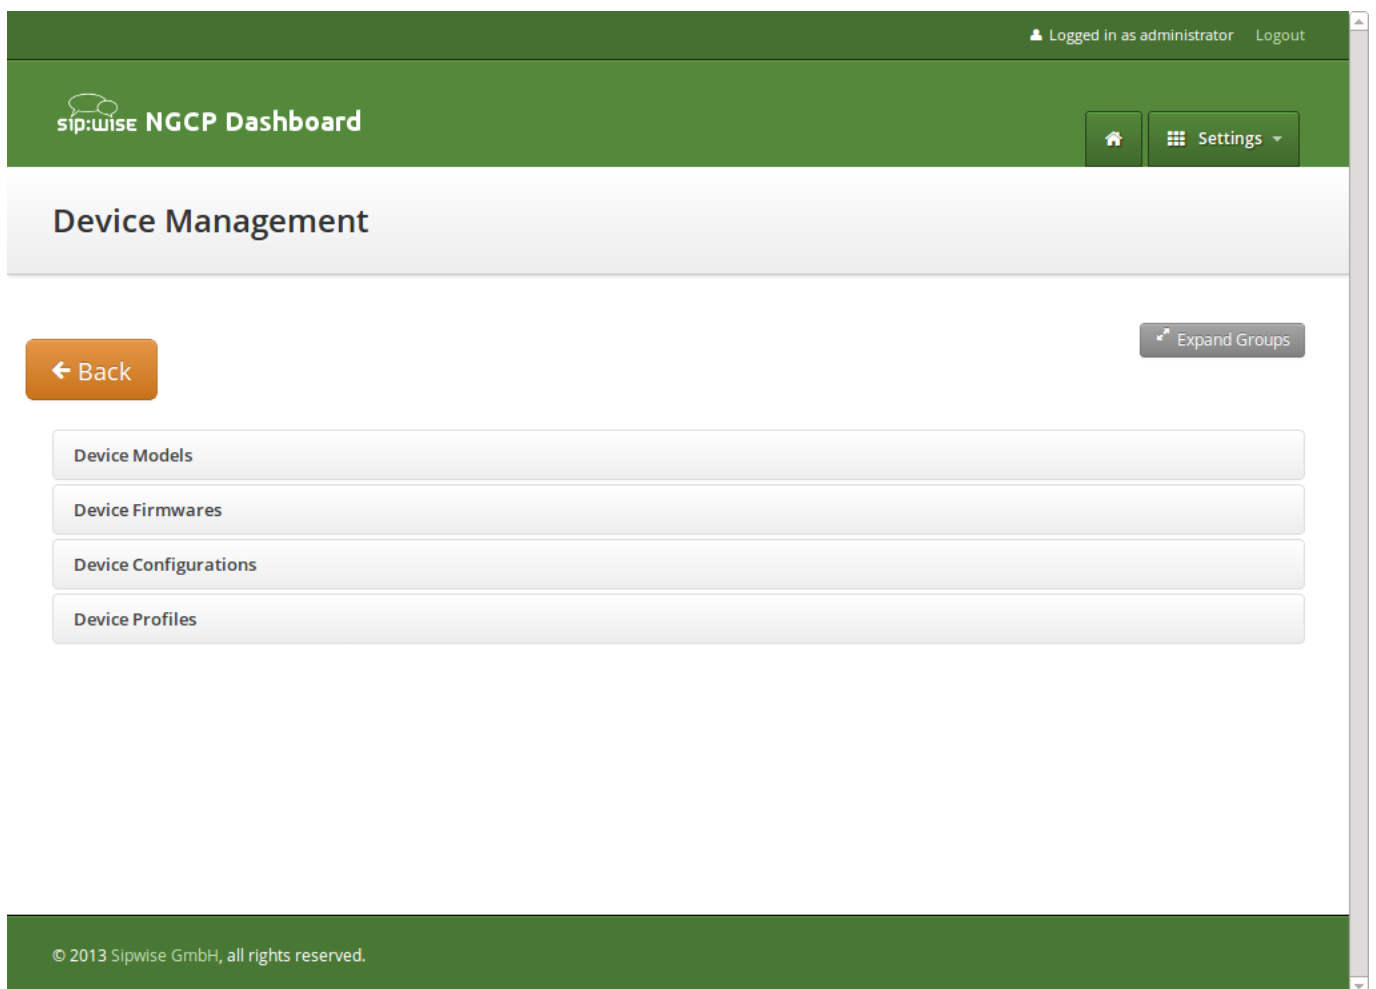 Logged in as administrator Logout
sip:wise NGCP Dashboard
Settings
Device Management
Expand Groups
Back
Device Models
Device Firmwares
Device Configurations
Device Profiles
© 2013 Sipwise GmbH, all rights reserved.